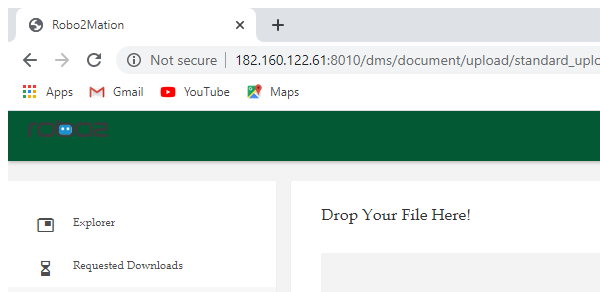 Robo2Mation
Not secure | 182.160.122.61:8010/dms/document/upload/standard_uplo
Apps Gmail YouTube Maps
robo2
Drop Your File Here!
Explorer
Requested Downloads